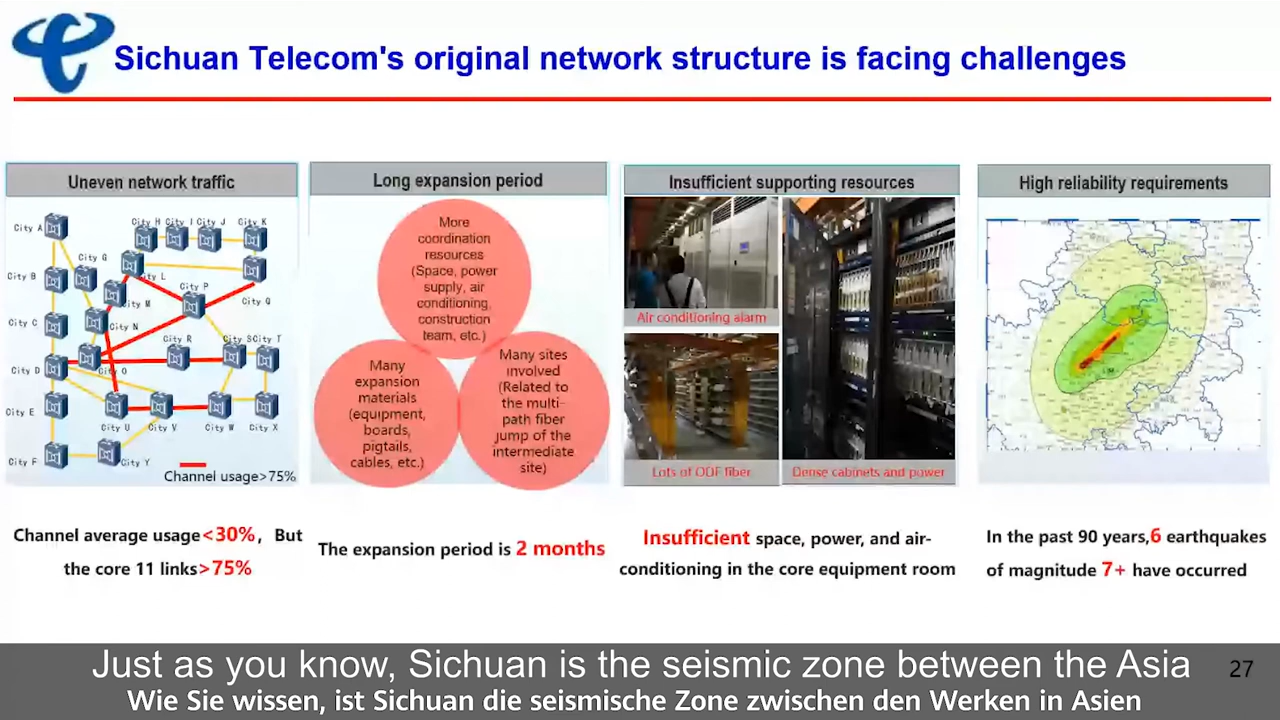 Sichuan Telecom's original network structure is facing challenges
Uneven network traffic
City A
City H
City I
City J
City K
City G
City L
City B
City M
City P
City Q
City C
City N
City R
City S
City T
City D
City O
City E
City U
City V
City W
City X
City F
City Y
Channel usage>75%
Channel average usage<30%, But
the core 11 links>75%
Long expansion period
More
coordination
resources
(Space, power
supply, air
conditioning,
construction
team, etc.)
Many
expansion
materials
(equipment,
boards,
pigtails,
cables, etc.)
Many sites
involved
(Related to
the multi-
path fiber
jump of the
intermediate
site)
The expansion period is 2 months
Insufficient supporting resources
Air conditioning alarm
Lots of ODF fiber
Dense cabinets and power
Insufficient space, power, and air-
conditioning in the core equipment room
High reliability requirements
In the past 90 years,6 earthquakes
of magnitude 7+ have occurred
Just as you know, Sichuan is the seismic zone between the Asia
27
Wie Sie wissen, ist Sichuan die seismische Zone zwischen den Werken in Asien